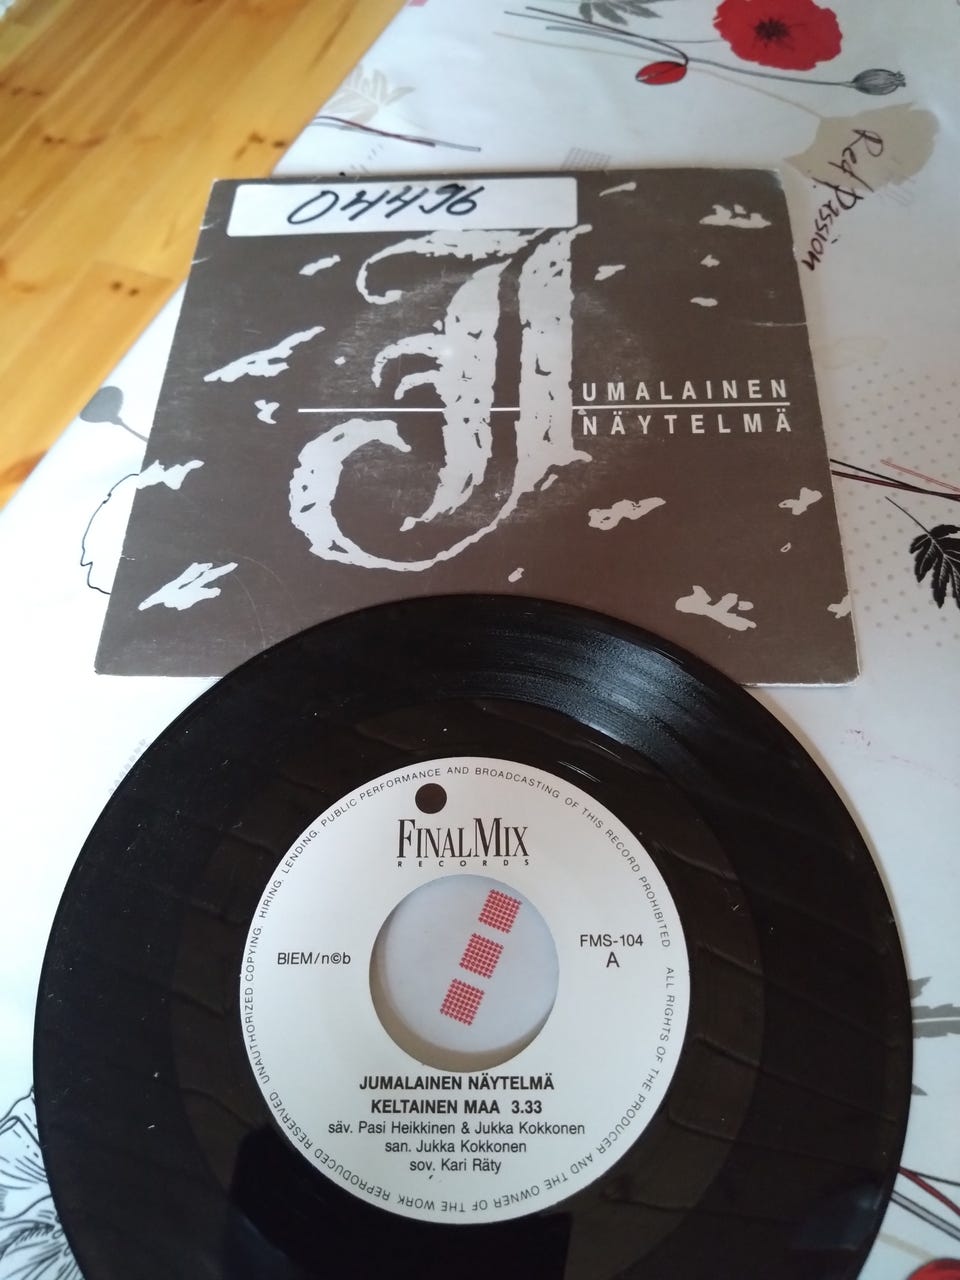 04496
JUMALAINEN
NÄYTELMÄ
Red Passion
UNAUTHORIZED COPYING, HIRING, LENDING, PUBLIC PERFORMANCE AND BROADCASTING OF THIS RECORD PROHIBITED
ALL RIGHTS OF THE PRODUCER AND THE OWNER OF THE WORK REPRODUCED RESERVED.
FINALMIX
RECORDS
BIEM/n©b
FMS-104
A
JUMALAINEN NÄYTELMÄ
KELTAINEN MAA 3.33
säv. Pasi Heikkinen & Jukka Kokkonen
san. Jukka Kokkonen
sov. Kari Räty